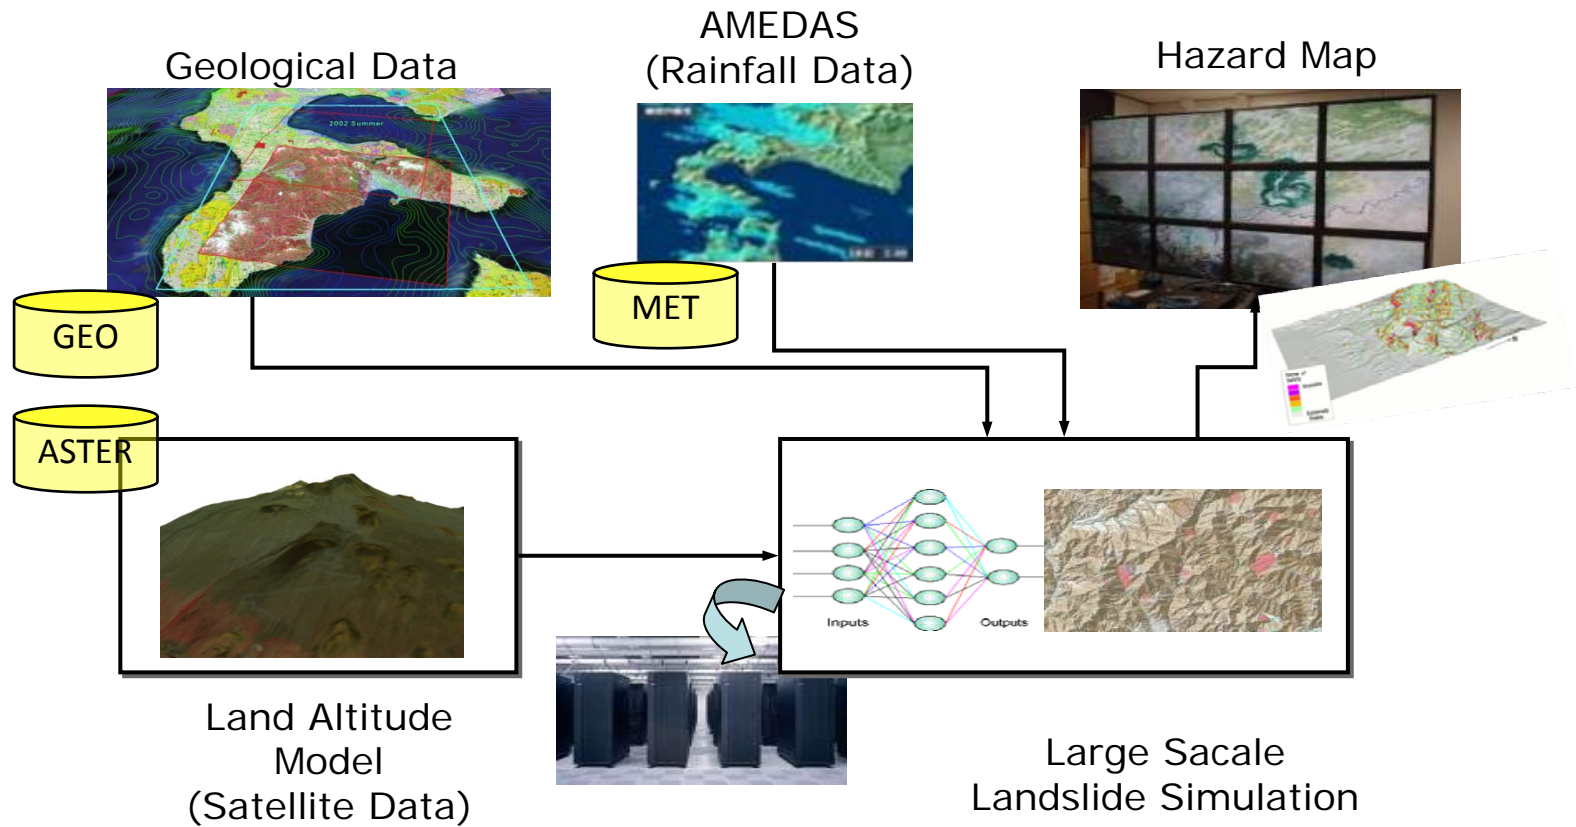 AMEDAS
(Rainfall Data)
Geological Data
Hazard Map
2002 Summer
GEO
MET
ASTER
Inputs
Outputs
Land Altitude
Model
(Satellite Data)
Large Sacale
Landslide Simulation